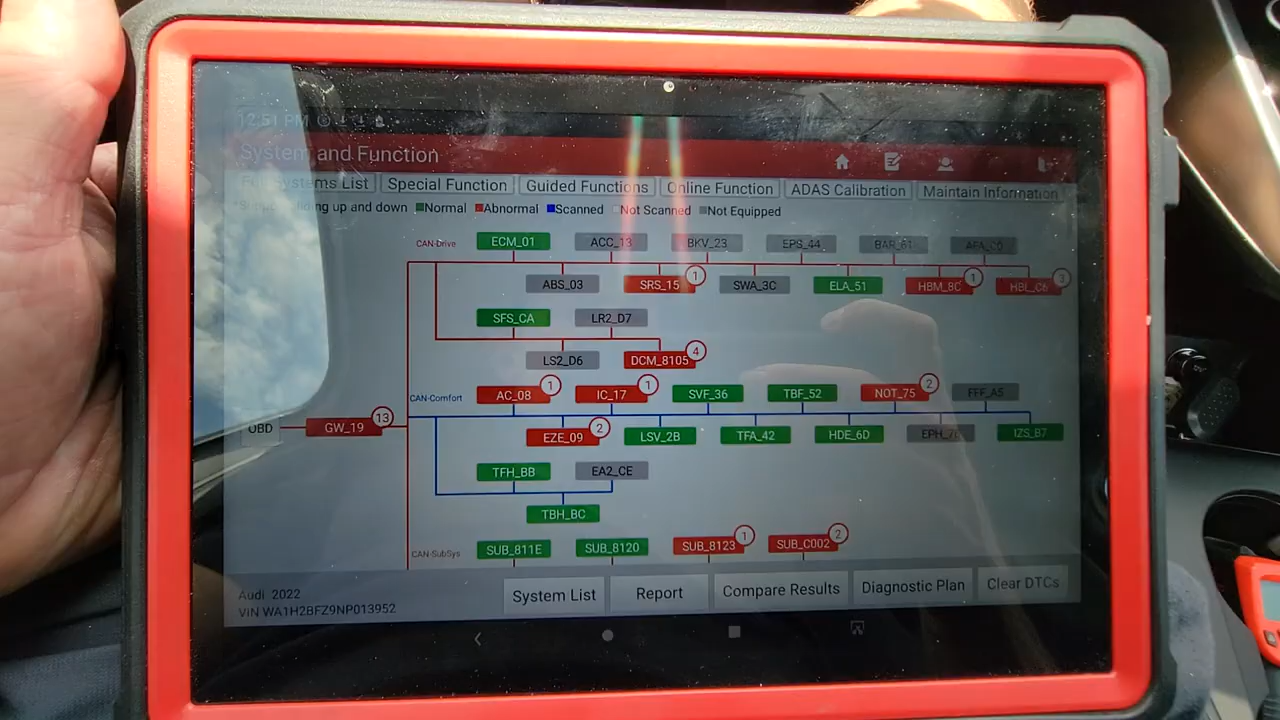 12:51 PM
System and Function
Systems List Special Function Guided Functions Online Function ADAS Calibration Maintain Information
up and down Normal Abnormal Scanned Not Scanned Not Equipped
CAN-Drive ECM_01 ACC_13 BKV_23 EPS_44
1 1
ABS_03 SRS_15 SWA_3C ELA_51 HBM_8C HBL_C6
SFS_CA LR2_D7
4
LS2_D6 DCM_8105
1 1 2
CAN-Comfort AC_08 IC_17 SVF_36 TBF_52 NOT_75 FFF_A5
13 2
OBD GW_19 EZE_09 LSV_2B TFA_42 HDE_6D IZS_B7
TFH_BB EA2_CE
TBH_BC
1 2
CAN-SubSys SUB_811E SUB_8120 SUB_8123 SUB_C002
Audi 2022
VIN WA1H2BFZ9NP013952
System List Report Compare Results Diagnostic Plan Clear DTCs